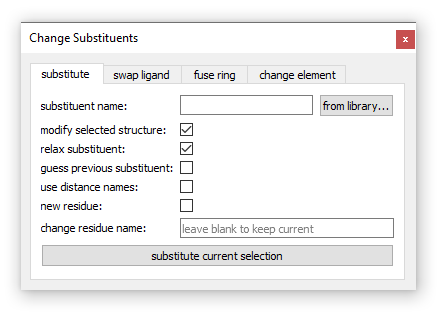 Change Substituents
x
substitute swap ligand fuse ring change element
substituent name: from library...
modify selected structure:
relax substituent:
guess previous substituent:
use distance names:
new residue:
change residue name: leave blank to keep current
substitute current selection